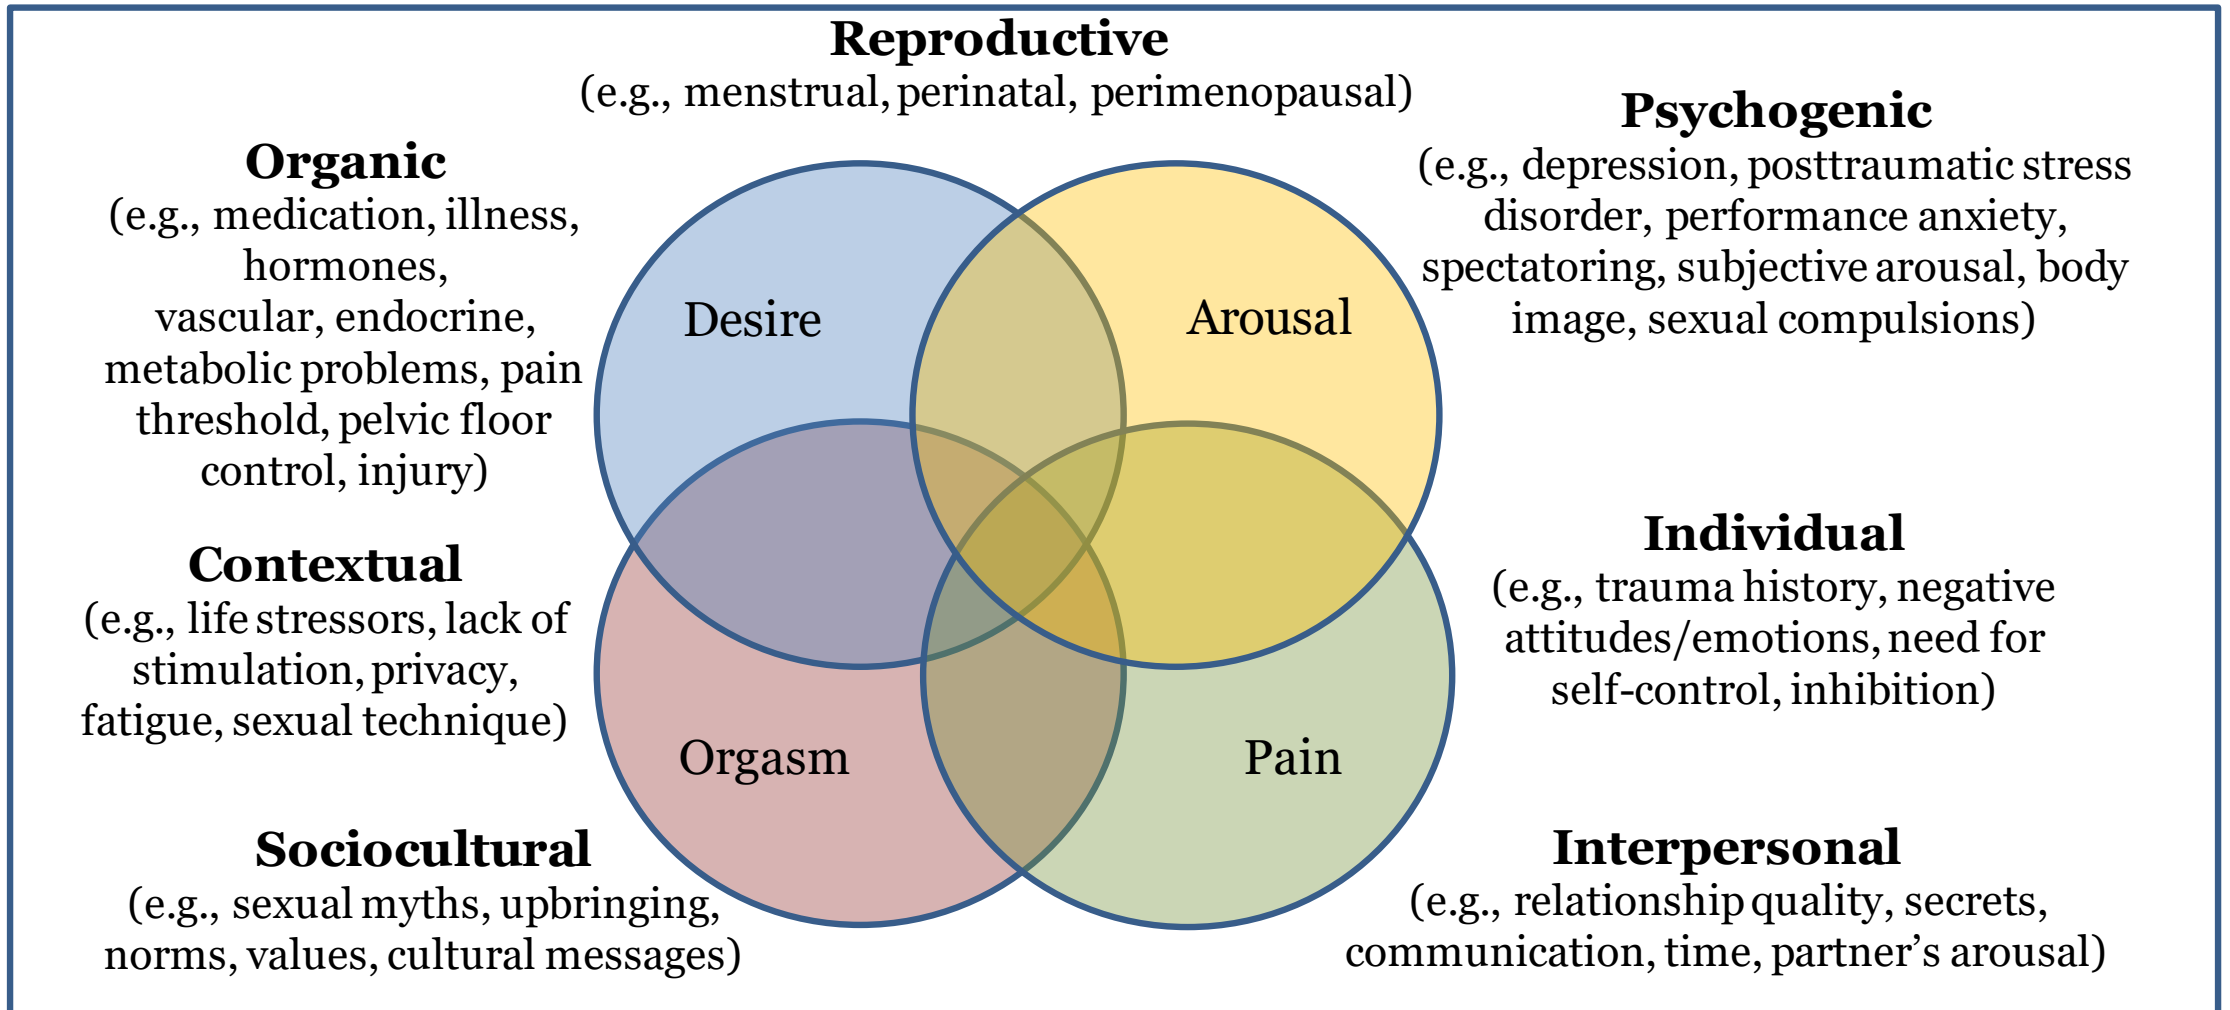 Reproductive
(e.g., menstrual, perinatal, perimenopausal)
Organic
(e.g., medication, illness,
hormones,
vascular, endocrine,
metabolic problems, pain
threshold, pelvic floor
control, injury)
Psychogenic
(e.g., depression, posttraumatic stress
disorder, performance anxiety,
spectatoring, subjective arousal, body
image, sexual compulsions)
Desire
Arousal
Contextual
(e.g., life stressors, lack of
stimulation, privacy,
fatigue, sexual technique)
Individual
(e.g., trauma history, negative
attitudes/emotions, need for
self-control, inhibition)
Orgasm
Pain
Sociocultural
(e.g., sexual myths, upbringing,
norms, values, cultural messages)
Interpersonal
(e.g., relationship quality, secrets,
communication, time, partner’s arousal)